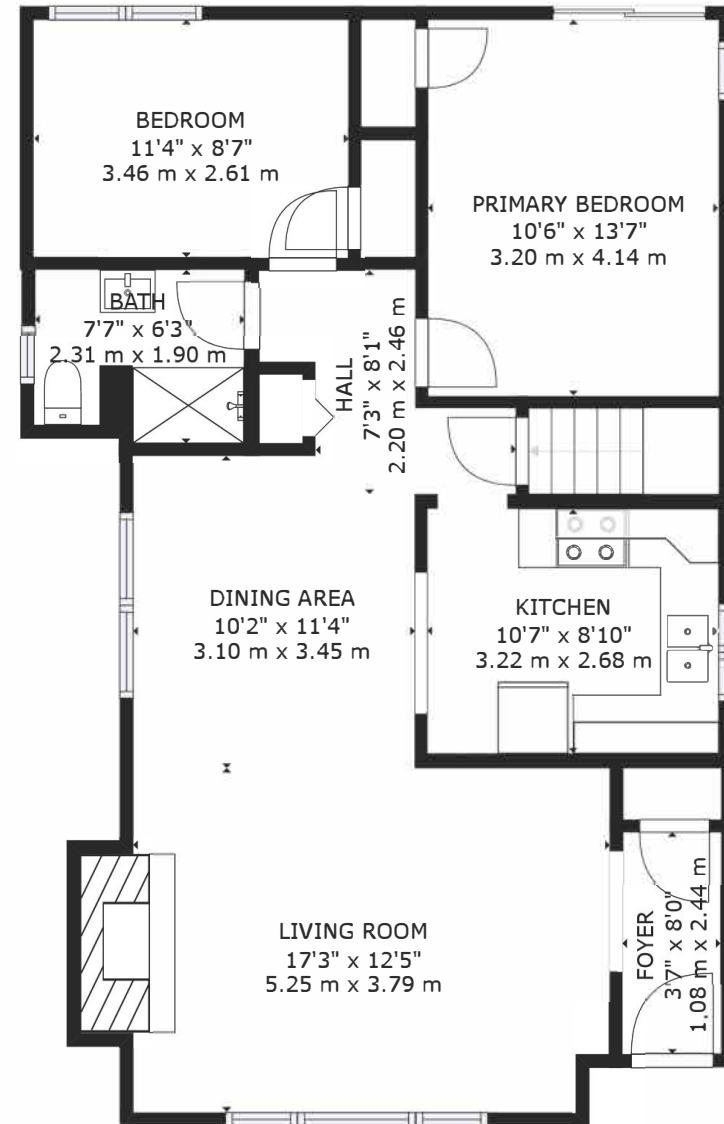 BEDROOM
11'4" x 8'7"
3.46 m x 2.61 m
PRIMARY BEDROOM
10'6" x 13'7"
3.20 m x 4.14 m
BATH
7'7" x 6'3"
2.31 m x 1.90 m
HALL
7'3" x 8'1"
2.20 m x 2.46 m
DINING AREA
10'2" x 11'4"
3.10 m x 3.45 m
KITCHEN
10'7" x 8'10"
3.22 m x 2.68 m
LIVING ROOM
17'3" x 12'5"
5.25 m x 3.79 m
FOYER
3'7" x 8'0"
1.08 m x 2.44 m